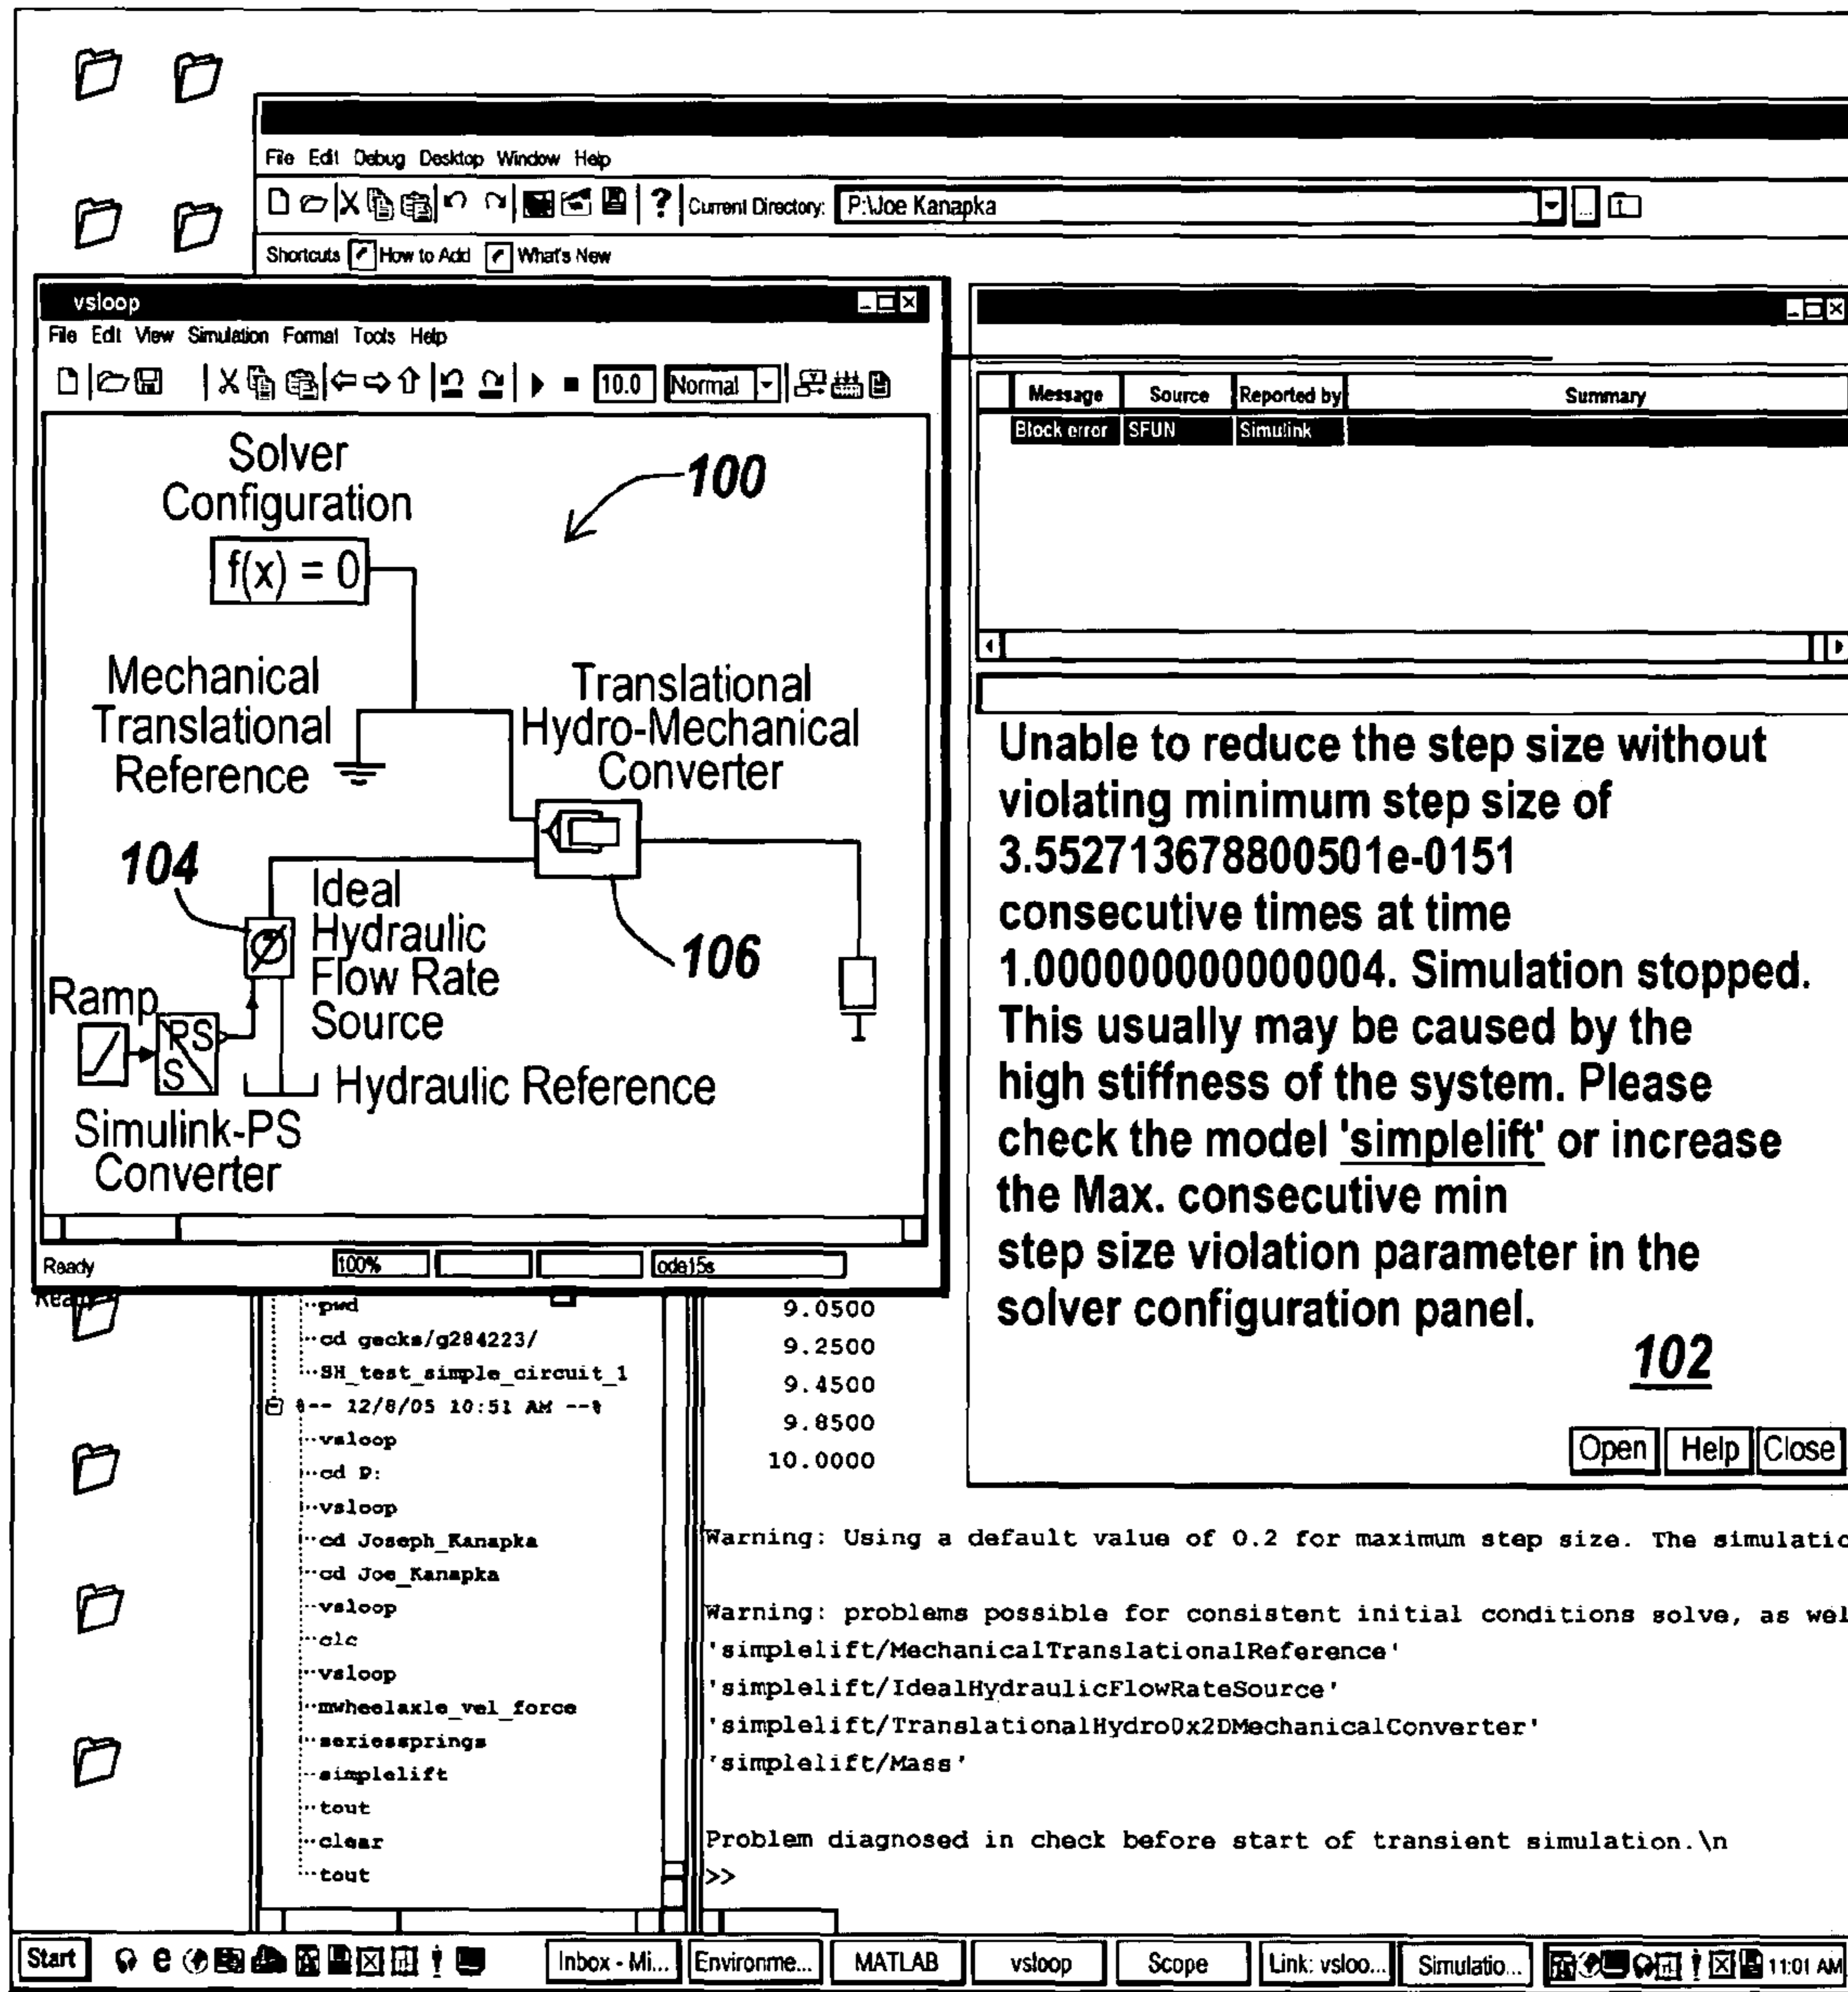 File Edit Debug Desktop Window Help
? Current Directory: P:\Joe Kanapka ...
Shortcuts How to Add What's New
vsloop
File Edit View Simulation Format Tools Help
10.0 Normal
Solver
Configuration
100
f(x) = 0
Mechanical
Translational
Reference
Translational
Hydro-Mechanical
Converter
104
Ideal
Hydraulic
Flow Rate
Source
106
Ramp
PS
S
Hydraulic Reference
Simulink-PS
Converter
Ready 100% ode15s
Message Source Reported by Summary
Block error SFUN Simulink
Unable to reduce the step size without
violating minimum step size of
3.552713678800501e-0151
consecutive times at time
1.000000000000004. Simulation stopped.
This usually may be caused by the
high stiffness of the system. Please
check the model 'simplelift' or increase
the Max. consecutive min
step size violation parameter in the
solver configuration panel.
102
Open Help Close
pwd
cd gecks/g284223/
SH_test_simple_circuit_1
%-- 12/8/05 10:51 AM --%
vsloop
cd P:
vsloop
cd Joseph_Kanapka
cd Joe_Kanapka
vsloop
clc
vsloop
mwheelaxle_vel_force
seriessprings
simplelift
tout
clear
tout
9.0500
9.2500
9.4500
9.8500
10.0000
Warning: Using a default value of 0.2 for maximum step size. The simulatio
Warning: problems possible for consistent initial conditions solve, as wel
'simplelift/MechanicalTranslationalReference'
'simplelift/IdealHydraulicFlowRateSource'
'simplelift/TranslationalHydro0x2DMechanicalConverter'
'simplelift/Mass'
Problem diagnosed in check before start of transient simulation.\n
>>
Start Inbox - Mi... Environme... MATLAB vsloop Scope Link: vsloo... Simulatio... 11:01 AM